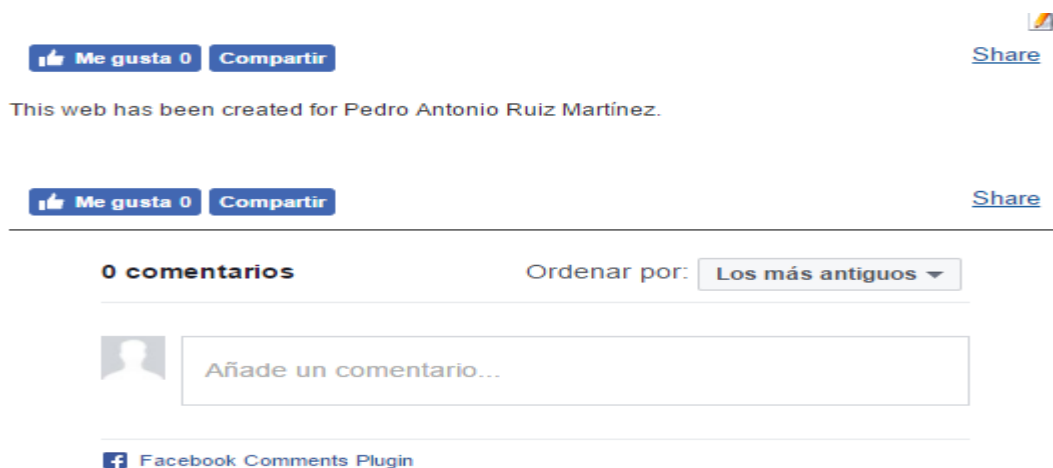 Me gusta 0 Compartir Share
This web has been created for Pedro Antonio Ruiz Martínez.
Me gusta 0 Compartir Share
0 comentarios Ordenar por: Los más antiguos
Añade un comentario...
Facebook Comments Plugin